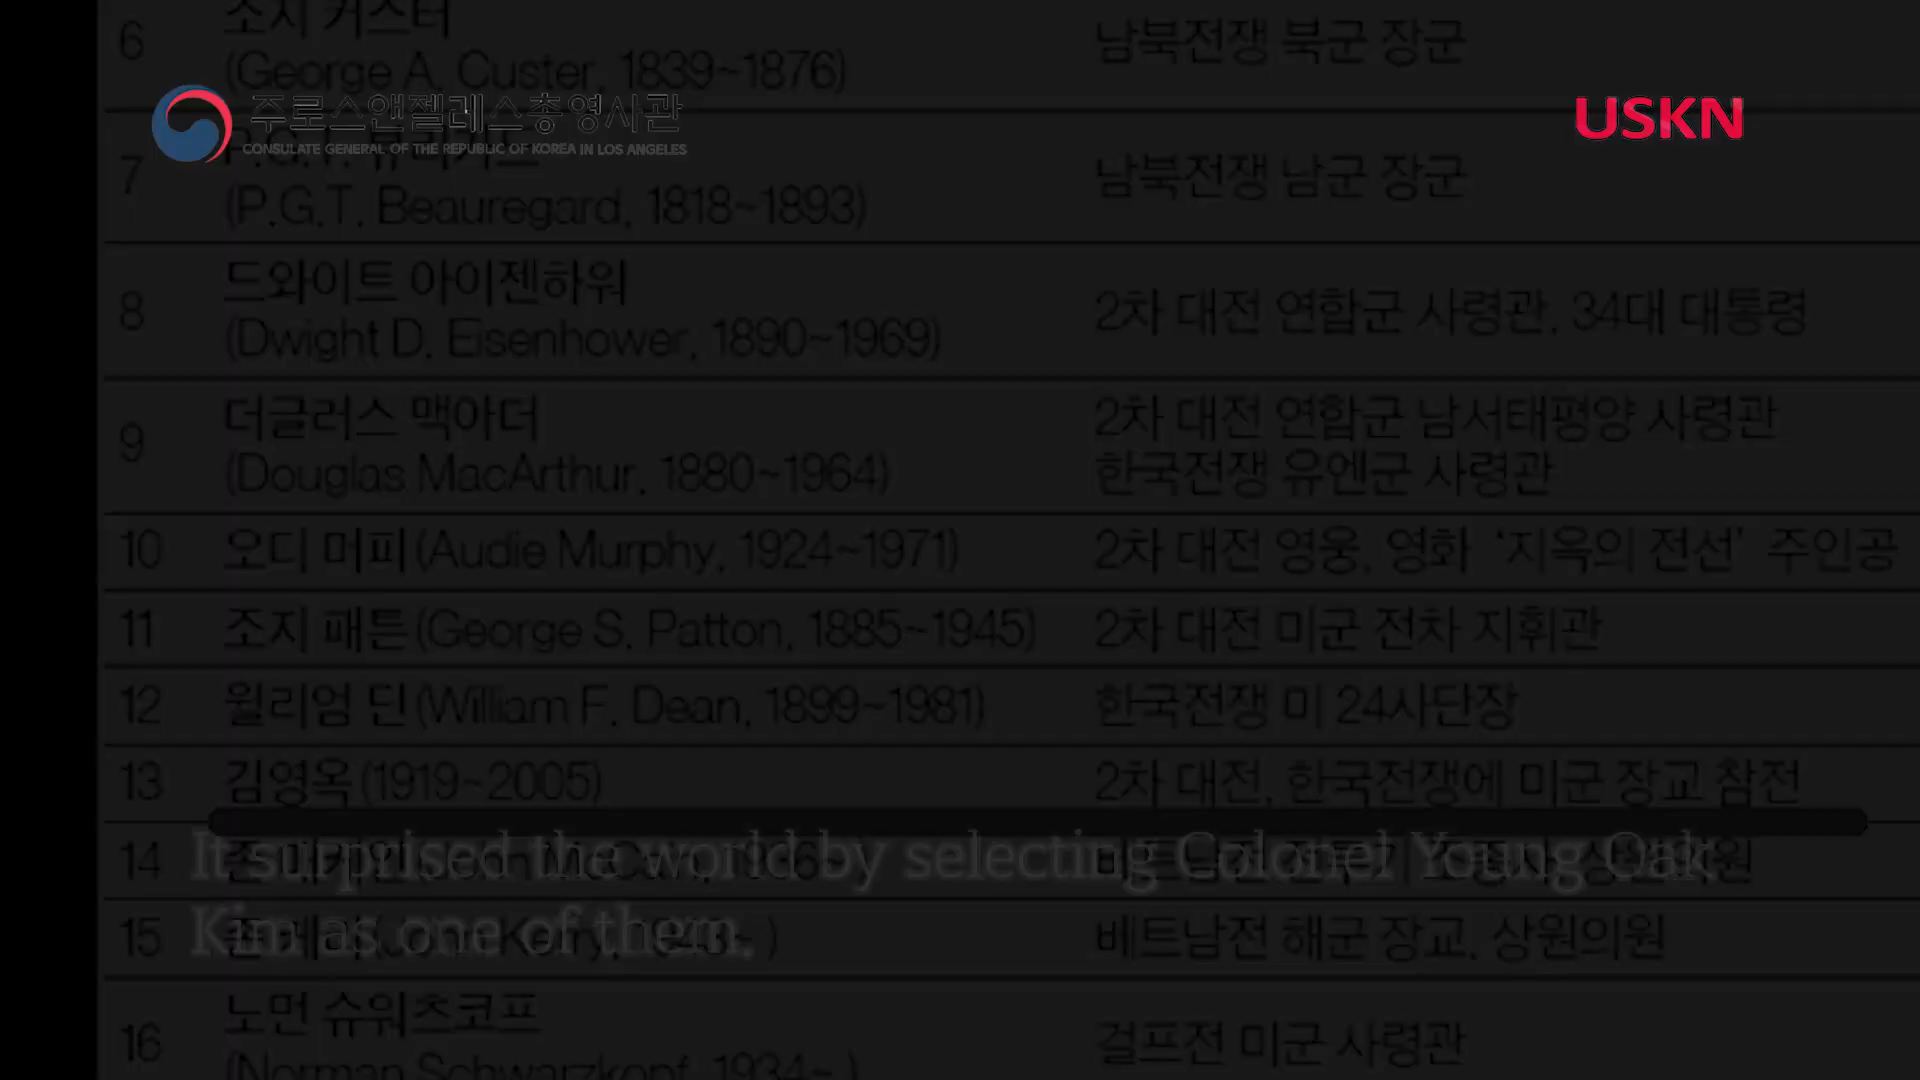 6
조지 커스터
(George A. Custer, 1839~1876)
남북전쟁 북군 장군
주로스앤젤레스총영사관
CONSULATE GENERAL OF THE REPUBLIC OF KOREA IN LOS ANGELES
USKN
7
P.G.T.
(P.G.T. Beauregard, 1818~1893)
남북전쟁 남군 장군
8
드와이트 아이젠하워
(Dwight D. Eisenhower, 1890~1969)
2차 대전 연합군 사령관, 34대 대통령
9
더글러스 맥아더
(Douglas MacArthur, 1880~1964)
2차 대전 연합군 남서태평양 사령관
한국전쟁 유엔군 사령관
10 오디 머피(Audie Murphy, 1924~1971) 2차 대전 영웅, 영화 ‘지옥의 전선’ 주인공
11 조지 패튼(George S. Patton, 1885~1945) 2차 대전 미군 전차 지휘관
12 윌리엄 딘(William F. Dean, 1899~1981) 한국전쟁 미 24사단장
13 김영옥(1919~2005) 2차 대전, 한국전쟁에 미군 장교 참전
It surprised the world by selecting Colonel Young Oak
Kim as one of them.
14
15 베트남전 해군 장교, 상원의원
16
노먼 슈워츠코프
(Norman Schwarzkopf, 1934~ )
걸프전 미군 사령관